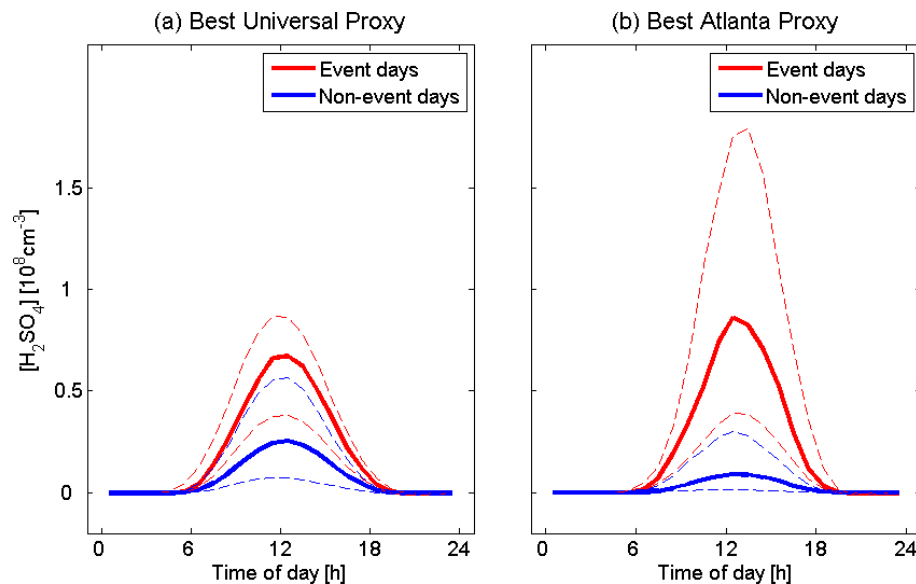 (a) Best Universal Proxy
(b) Best Atlanta Proxy
Event days
Non-event days
Event days
Non-event days
[H₂SO₄] [10⁸cm⁻³]
1.5
1
0.5
0
0 6 12 18 24
0 6 12 18 24
Time of day [h]
Time of day [h]